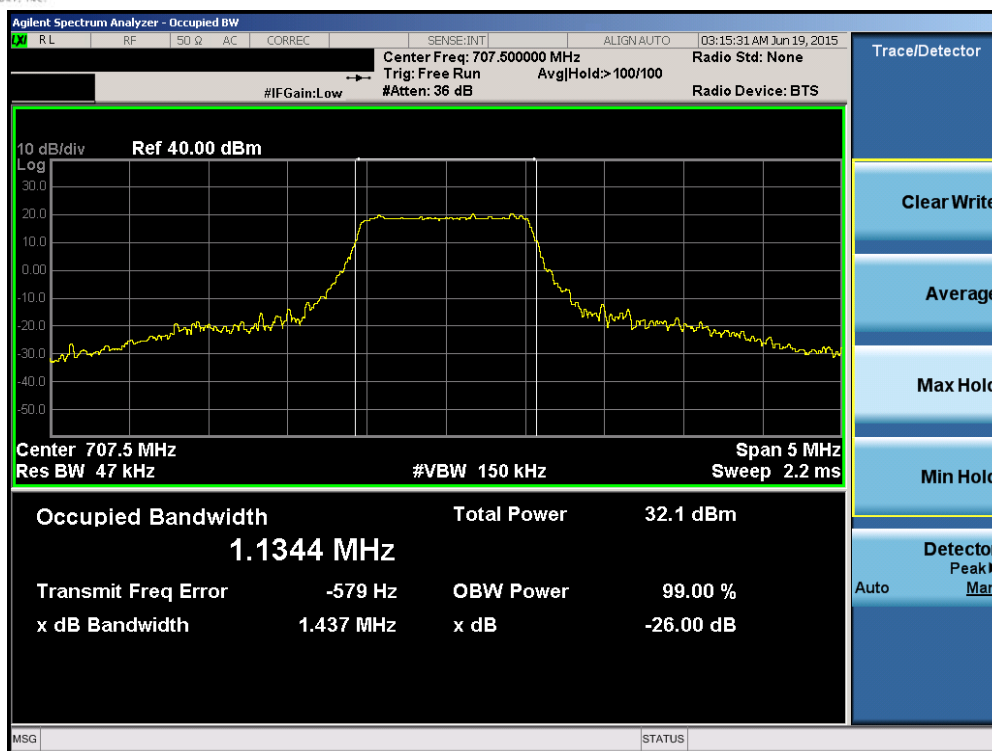 Agilent Spectrum Analyzer - Occupied BW
LXI RL RF 50 Ω AC CORREC SENSE:INT ALIGN AUTO 03:15:31 AM Jun 19, 2015
Center Freq: 707.500000 MHz Radio Std: None
Trig: Free Run Avg|Hold:> 100/100
#IFGain:Low #Atten: 36 dB Radio Device: BTS
Trace/Detector
10 dB/div Ref 40.00 dBm
Log
30.0
20.0
10.0
0.00
-10.0
-20.0
-30.0
-40.0
-50.0
Center 707.5 MHz Span 5 MHz
Res BW 47 kHz #VBW 150 kHz Sweep 2.2 ms
Occupied Bandwidth Total Power 32.1 dBm
1.1344 MHz
Transmit Freq Error -579 Hz OBW Power 99.00 %
x dB Bandwidth 1.437 MHz x dB -26.00 dB
Clear Write
Average
Max Hold
Min Hold
Detector
Peak
Auto Man
MSG STATUS